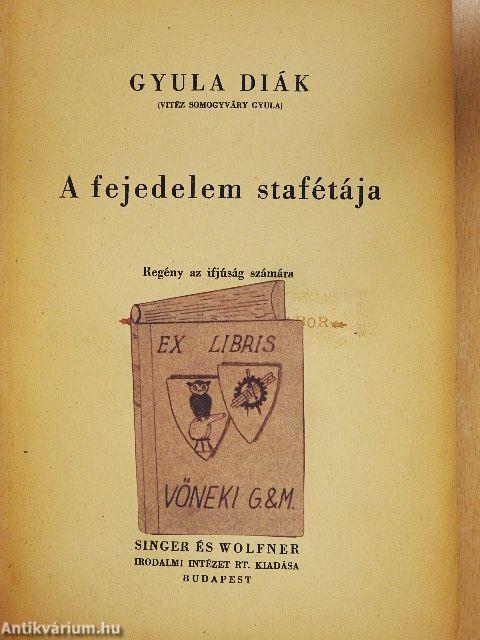 GYULA DIÁK
(VITÉZ SOMOGYVÁRY GYULA)
A fejedelem stafétája
Regény az ifjúság számára
EX LIBRIS
VÖNEKI G.&M.
SINGER ÉS WOLFNER
IRODALMI INTÉZET RT. KIADÁSA
BUDAPEST
Antikvárium.hu